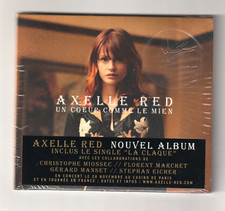 AXELLE RED
UN COEUR COMME LE MIEN
AXELLE RED NOUVEL ALBUM
INCLUS LE SINGLE "LA CLAQUE"
AVEC LES COLLABORATIONS DE
CHRISTOPHE MIOSSEC // FLORENT MARCHET
GERARD MANSET // STEPHAN EICHER
EN CONCERT LE 28 NOVEMBRE AU CASINO DE PARIS
ET EN TOURNEE EN FRANCE - DATES ET INFOS : WWW.AXELLE-RED.COM